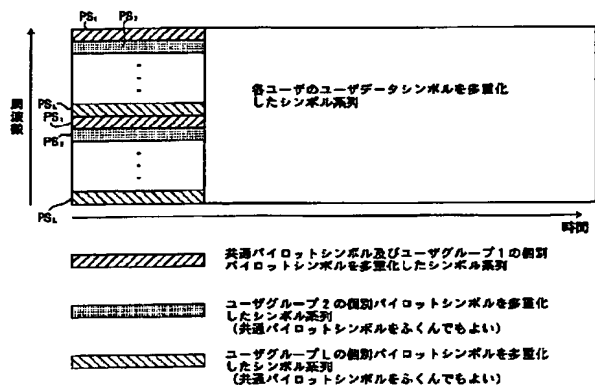 PS₁ PS₂
各ユーザのユーザデータシンボルを多重化
したシンボル系列
周波数
PSL
PS₁
PS₂
PSL
時間
共通パイロットシンボル及びユーザグループ1の個別
パイロットシンボルを多重化したシンボル系列
ユーザグループ2の個別パイロットシンボルを多重化
したシンボル系列
(共通パイロットシンボルをふくんでもよい)
ユーザグループLの個別パイロットシンボルを多重化
したシンボル系列
(共通パイロットシンボルをふくんでもよい)